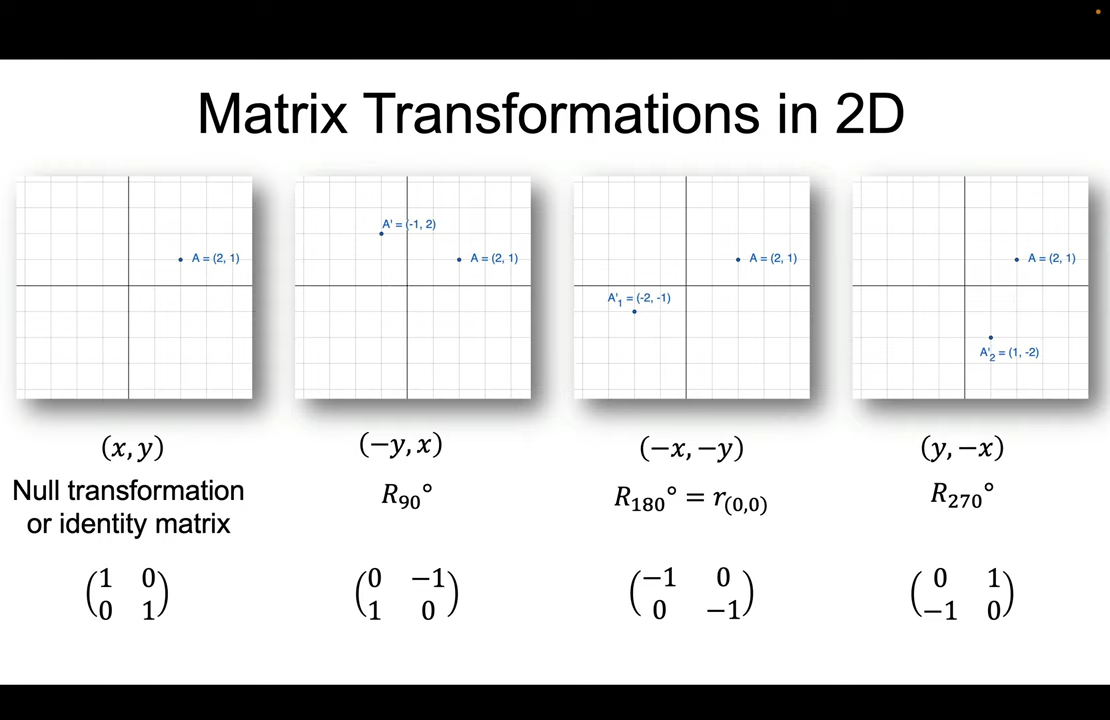 Matrix Transformations in 2D
A = (2, 1)
A' = (-1, 2)
A = (2, 1)
A = (2, 1)
A'₁ = (-2, -1)
A = (2, 1)
A'₂ = (1, -2)
(x, y)
(−y, x)
(−x, −y)
(y, −x)
Null transformation
or identity matrix
R₉₀°
R₁₈₀° = r₍₀,₀₎
R₂₇₀°
(1 0
0 1)
(0 −1
1 0)
(−1 0
0 −1)
(0 1
−1 0)